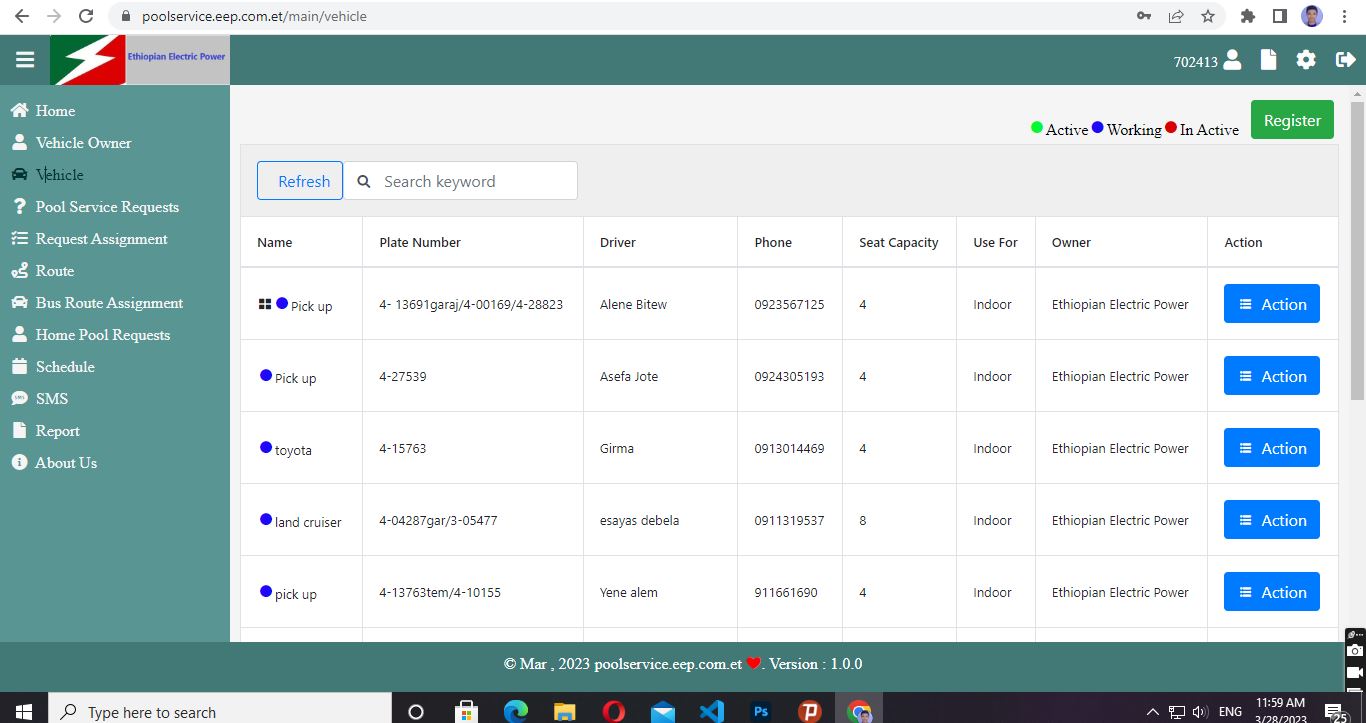 poolservice.eep.com.et/main/vehicle
Ethiopian Electric Power
702413
Home
Vehicle Owner
Vehicle
Pool Service Requests
Request Assignment
Route
Bus Route Assignment
Home Pool Requests
Schedule
SMS
Report
About Us
Active Working In Active Register
Refresh Search keyword
Name Plate Number Driver Phone Seat Capacity Use For Owner Action
Pick up 4- 13691garaj/4-00169/4-28823 Alene Bitew 0923567125 4 Indoor Ethiopian Electric Power Action
Pick up 4-27539 Asefa Jote 0924305193 4 Indoor Ethiopian Electric Power Action
toyota 4-15763 Girma 0913014469 4 Indoor Ethiopian Electric Power Action
land cruiser 4-04287gar/3-05477 esayas debela 0911319537 8 Indoor Ethiopian Electric Power Action
pick up 4-13763tem/4-10155 Yene alem 911661690 4 Indoor Ethiopian Electric Power Action
© Mar , 2023 poolservice.eep.com.et ❤. Version : 1.0.0
Type here to search
Ps
ENG
11:59 AM
3/28/2023
25